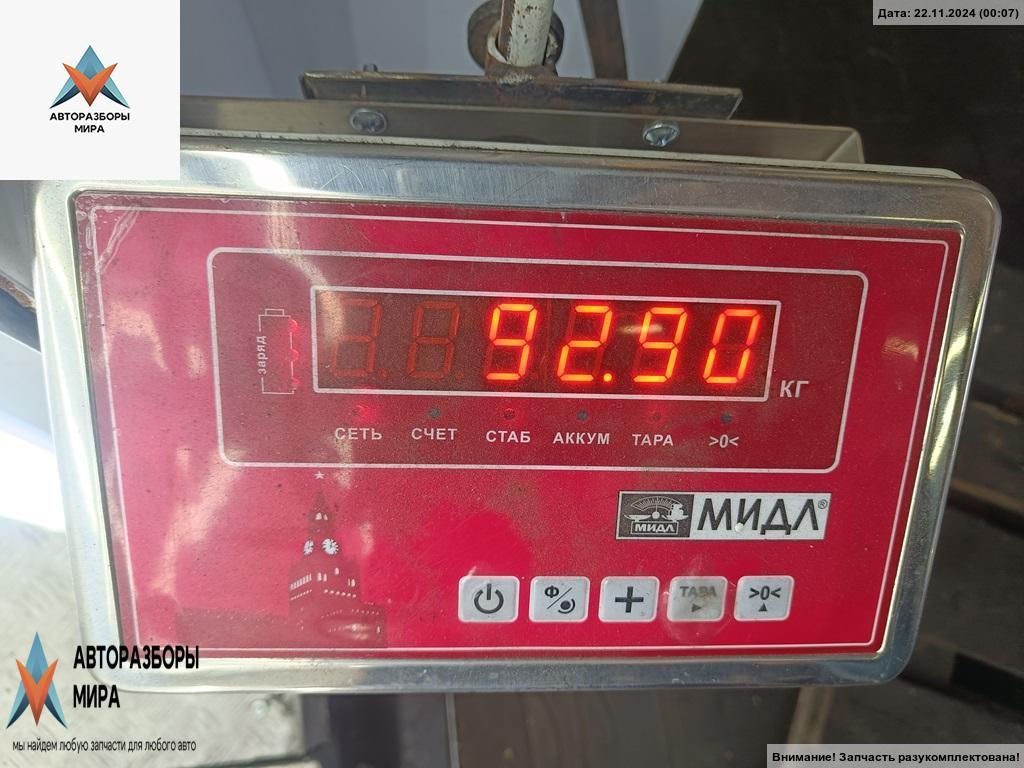 Дата: 22.11.2024 (00:07)
АВТОРАЗБОРЫ
МИРА
заряд
92.90
КГ
СЕТЬ СЧЕТ СТАБ АККУМ ТАРА >0<
МИДЛ МИДЛ®
Ф
ТАРА
>0<
АВТОРАЗБОРЫ
МИРА
мы найдем любую запчасти для любого авто
Внимание! Запчасть разукомплектована!